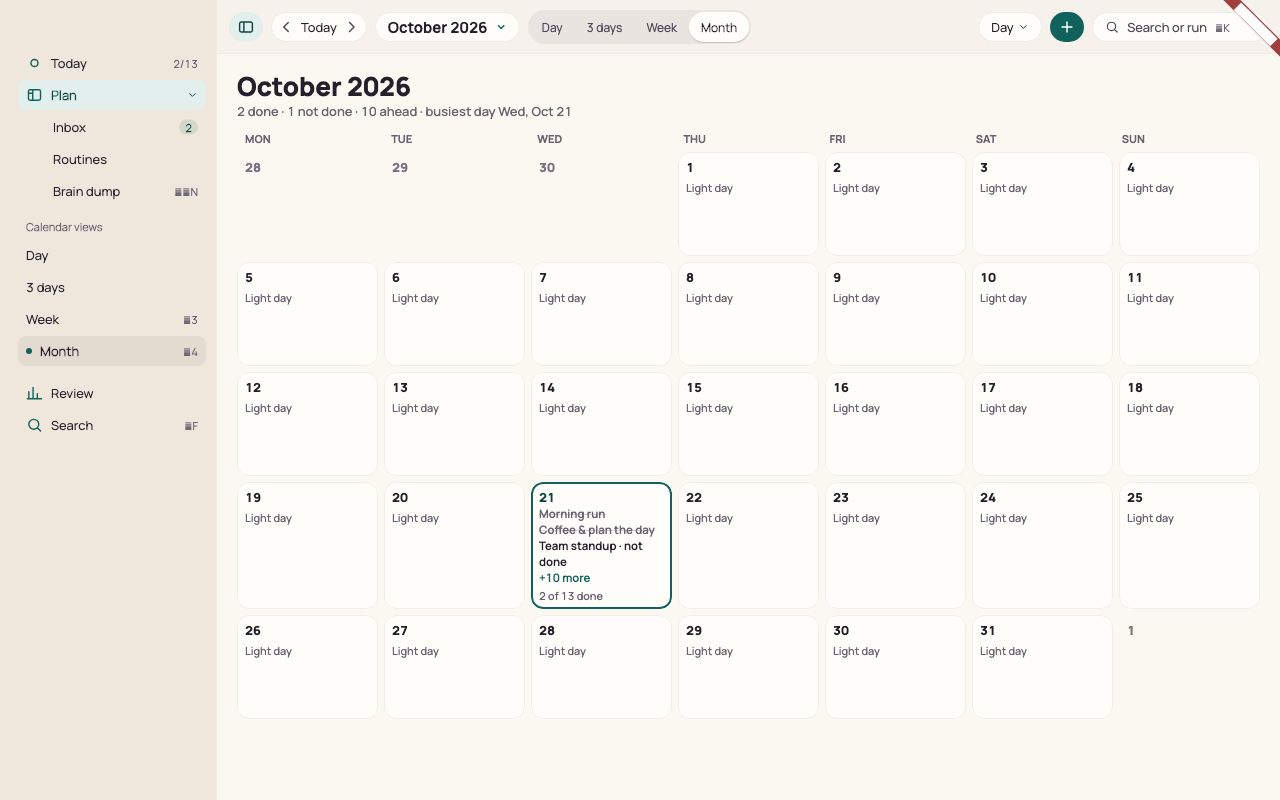 Today
October 2026
Day
3 days
Week
Month
Day
Search or run
K
Today
2/13
Plan
Inbox
2
Routines
Brain dump
N
Calendar views
Day
3 days
Week
3
Month
4
Review
Search
F
October 2026
2 done · 1 not done · 10 ahead · busiest day Wed, Oct 21
MON TUE WED THU FRI SAT SUN
28 29 30 1 2 3 4
Light day Light day Light day Light day
5 6 7 8 9 10 11
Light day Light day Light day Light day Light day Light day Light day
12 13 14 15 16 17 18
Light day Light day Light day Light day Light day Light day Light day
19 20 21 22 23 24 25
Light day Light day Light day Light day Light day Light day
Morning run
Coffee & plan the day
Team standup · not
done
+10 more
2 of 13 done
26 27 28 29 30 31 1
Light day Light day Light day Light day Light day Light day